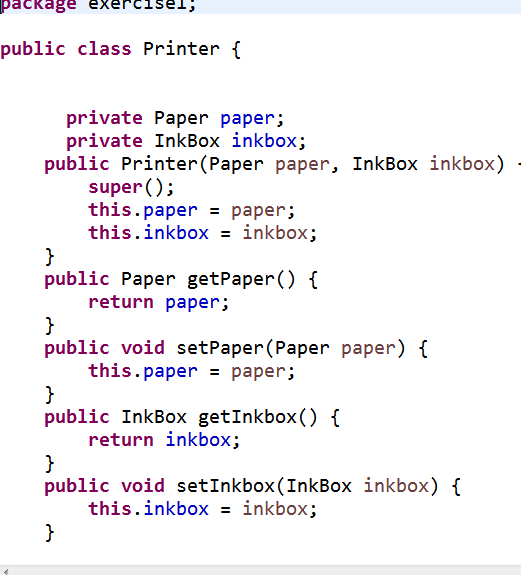 package exercise1;
public class Printer {
private Paper paper;
private InkBox inkbox;
public Printer(Paper paper, InkBox inkbox) {
super();
this.paper = paper;
this.inkbox = inkbox;
}
public Paper getPaper() {
return paper;
}
public void setPaper(Paper paper) {
this.paper = paper;
}
public InkBox getInkbox() {
return inkbox;
}
public void setInkbox(InkBox inkbox) {
this.inkbox = inkbox;
}